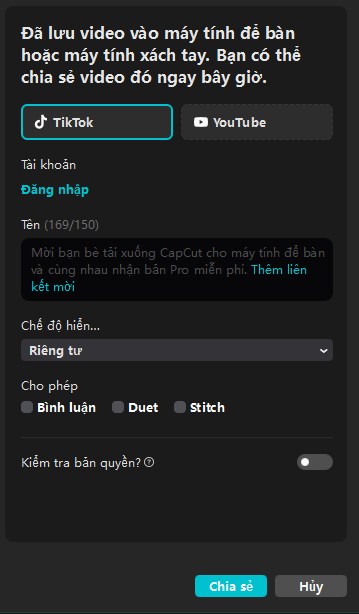 Đã lưu video vào máy tính để bàn
hoặc máy tính xách tay. Bạn có thể
chia sẻ video đó ngay bây giờ.
TikTok
YouTube
Tài khoản
Đăng nhập
Tên (169/150)
Mời bạn bè tải xuống CapCut cho máy tính để bàn
và cùng nhau nhận bản Pro miễn phí. Thêm liên
kết mời
Chế độ hiển...
Riêng tư
Cho phép
Bình luận
Duet
Stitch
Kiểm tra bản quyền?
Chia sẻ
Hủy